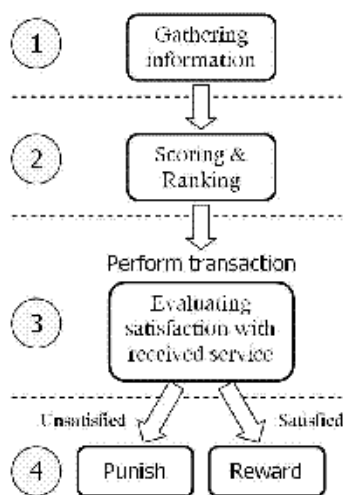 1
Gathering
information
2
Scoring &
Ranking
Perform transaction
3
Evaluating
satisfaction with
received service
Unsatisfied
Satisfied
4
Punish
Reward